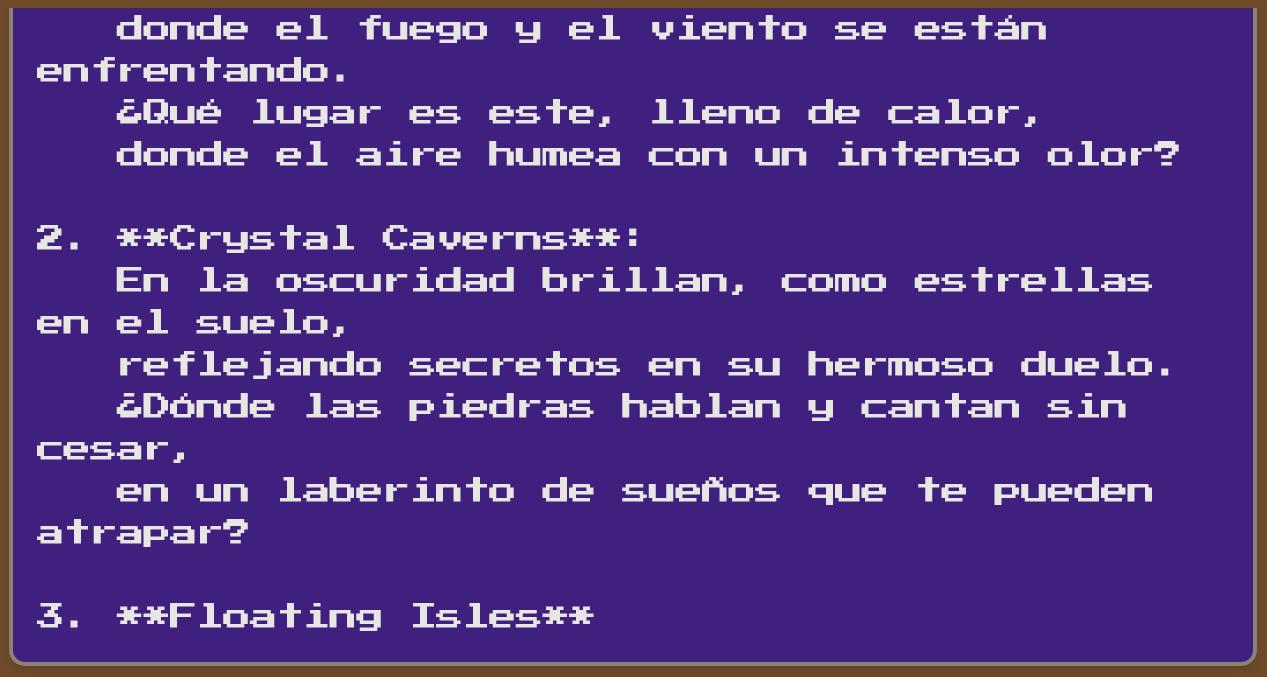 donde el fuego y el viento se están
enfrentando.
¿Qué lugar es este, lleno de calor,
donde el aire humea con un intenso olor?
2. **Crystal Caverns**:
En la oscuridad brillan, como estrellas
en el suelo,
reflejando secretos en su hermoso duelo.
¿Dónde las piedras hablan y cantan sin
cesar,
en un laberinto de sueños que te pueden
atrapar?
3. **Floating Isles**